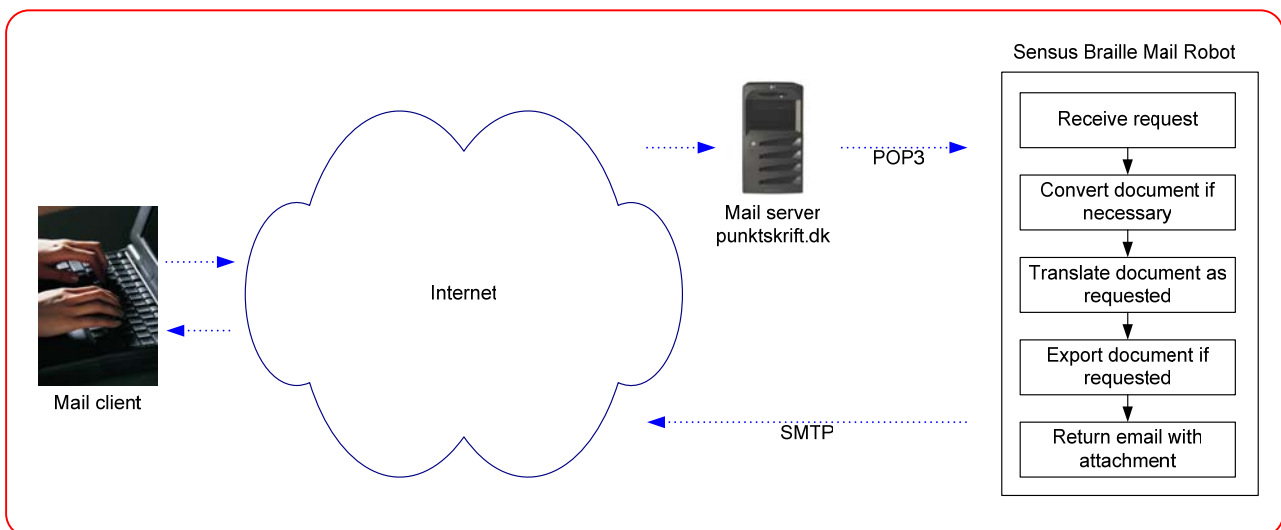 Sensus Braille Mail Robot
Receive request
POP3
Convert document if
necessary
Mail server
punktskrift.dk
Translate document as
requested
Internet
Export document if
requested
Mail client
SMTP
Return email with
attachment